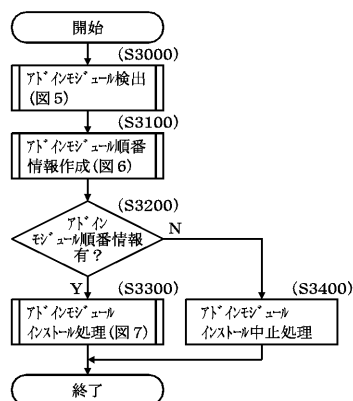 開始
(S3000)
アドインモジュール検出
(図5)
(S3100)
アドインモジュール順番
情報作成(図6)
(S3200)
アドイン
モジュール順番情報
有?
N
Y
(S3300)
アドインモジュール
インストール処理(図7)
(S3400)
アドインモジュール
インストール中止処理
終了